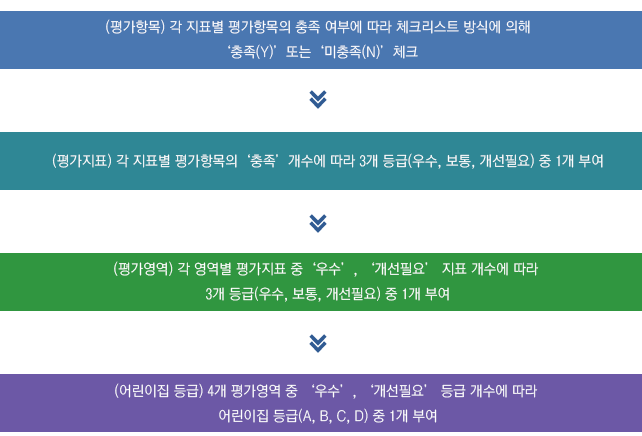 (평가항목) 각 지표별 평가항목의 충족 여부에 따라 체크리스트 방식에 의해
‘충족(Y)’ 또는 ‘미충족(N)’ 체크
(평가지표) 각 지표별 평가항목의 ‘충족’ 개수에 따라 3개 등급(우수, 보통, 개선필요) 중 1개 부여
(평가영역) 각 영역별 평가지표 중 ‘우수’, ‘개선필요’ 지표 개수에 따라
3개 등급(우수, 보통, 개선필요) 중 1개 부여
(어린이집 등급) 4개 평가영역 중 ‘우수’, ‘개선필요’ 등급 개수에 따라
어린이집 등급(A, B, C, D) 중 1개 부여